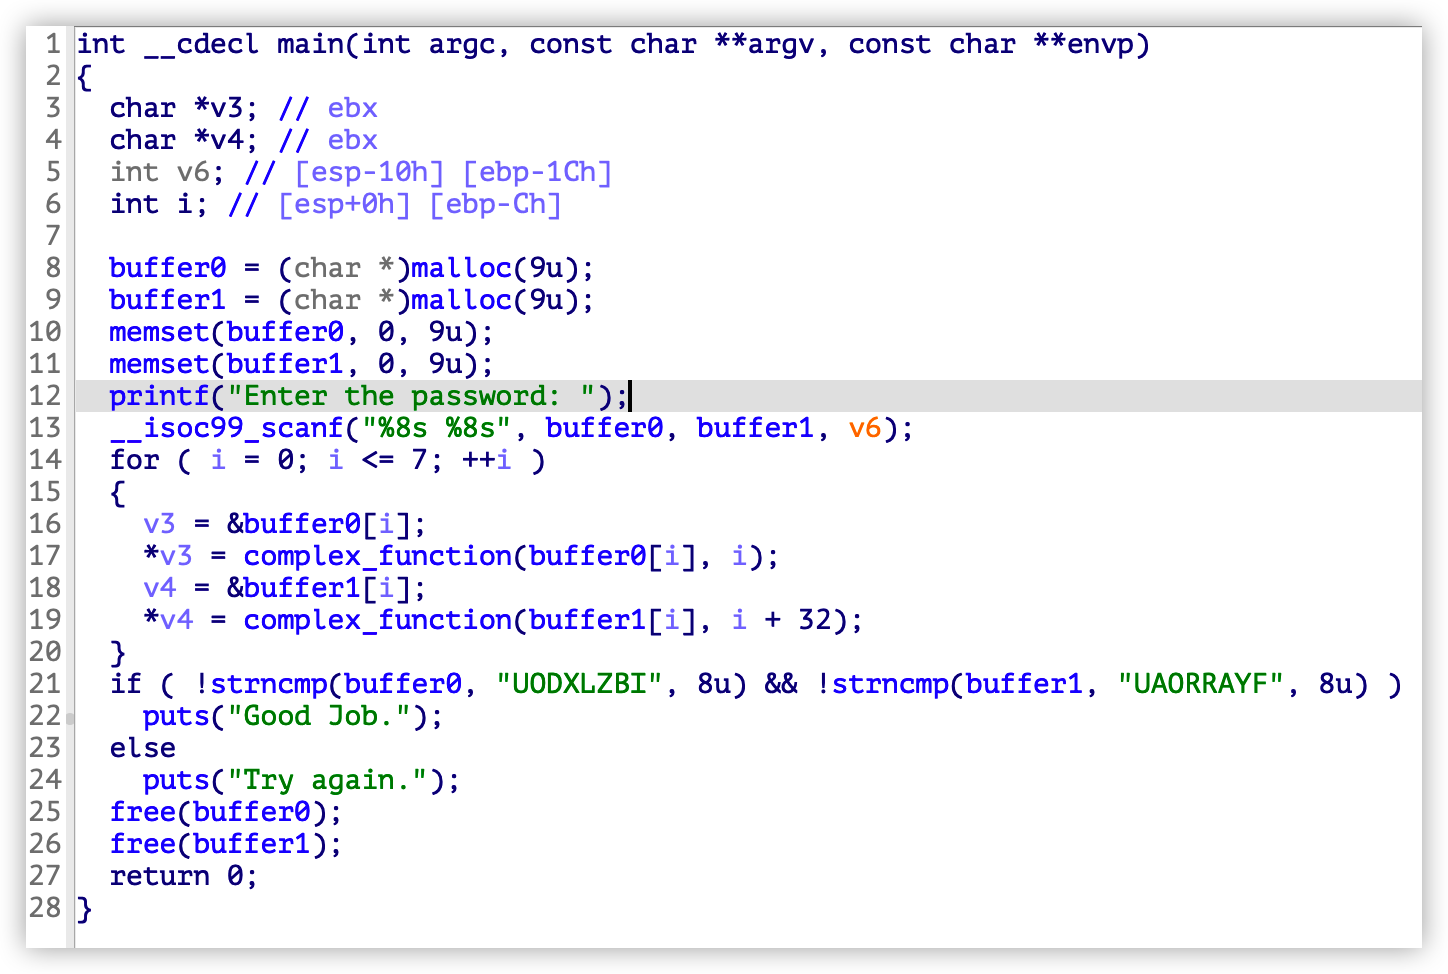 1 int __cdecl main(int argc, const char **argv, const char **envp)
2 {
3   char *v3; // ebx
4   char *v4; // ebx
5   int v6; // [esp-10h] [ebp-1Ch]
6   int i; // [esp+0h] [ebp-Ch]
7
8   buffer0 = (char *)malloc(9u);
9   buffer1 = (char *)malloc(9u);
10   memset(buffer0, 0, 9u);
11   memset(buffer1, 0, 9u);
12   printf("Enter the password: ");
13   __isoc99_scanf("%8s %8s", buffer0, buffer1, v6);
14   for ( i = 0; i <= 7; ++i )
15   {
16     v3 = &buffer0[i];
17     *v3 = complex_function(buffer0[i], i);
18     v4 = &buffer1[i];
19     *v4 = complex_function(buffer1[i], i + 32);
20   }
21   if ( !strncmp(buffer0, "UODXLZBI", 8u) && !strncmp(buffer1, "UAORRAYF", 8u) )
22     puts("Good Job.");
23   else
24     puts("Try again.");
25   free(buffer0);
26   free(buffer1);
27   return 0;
28 }